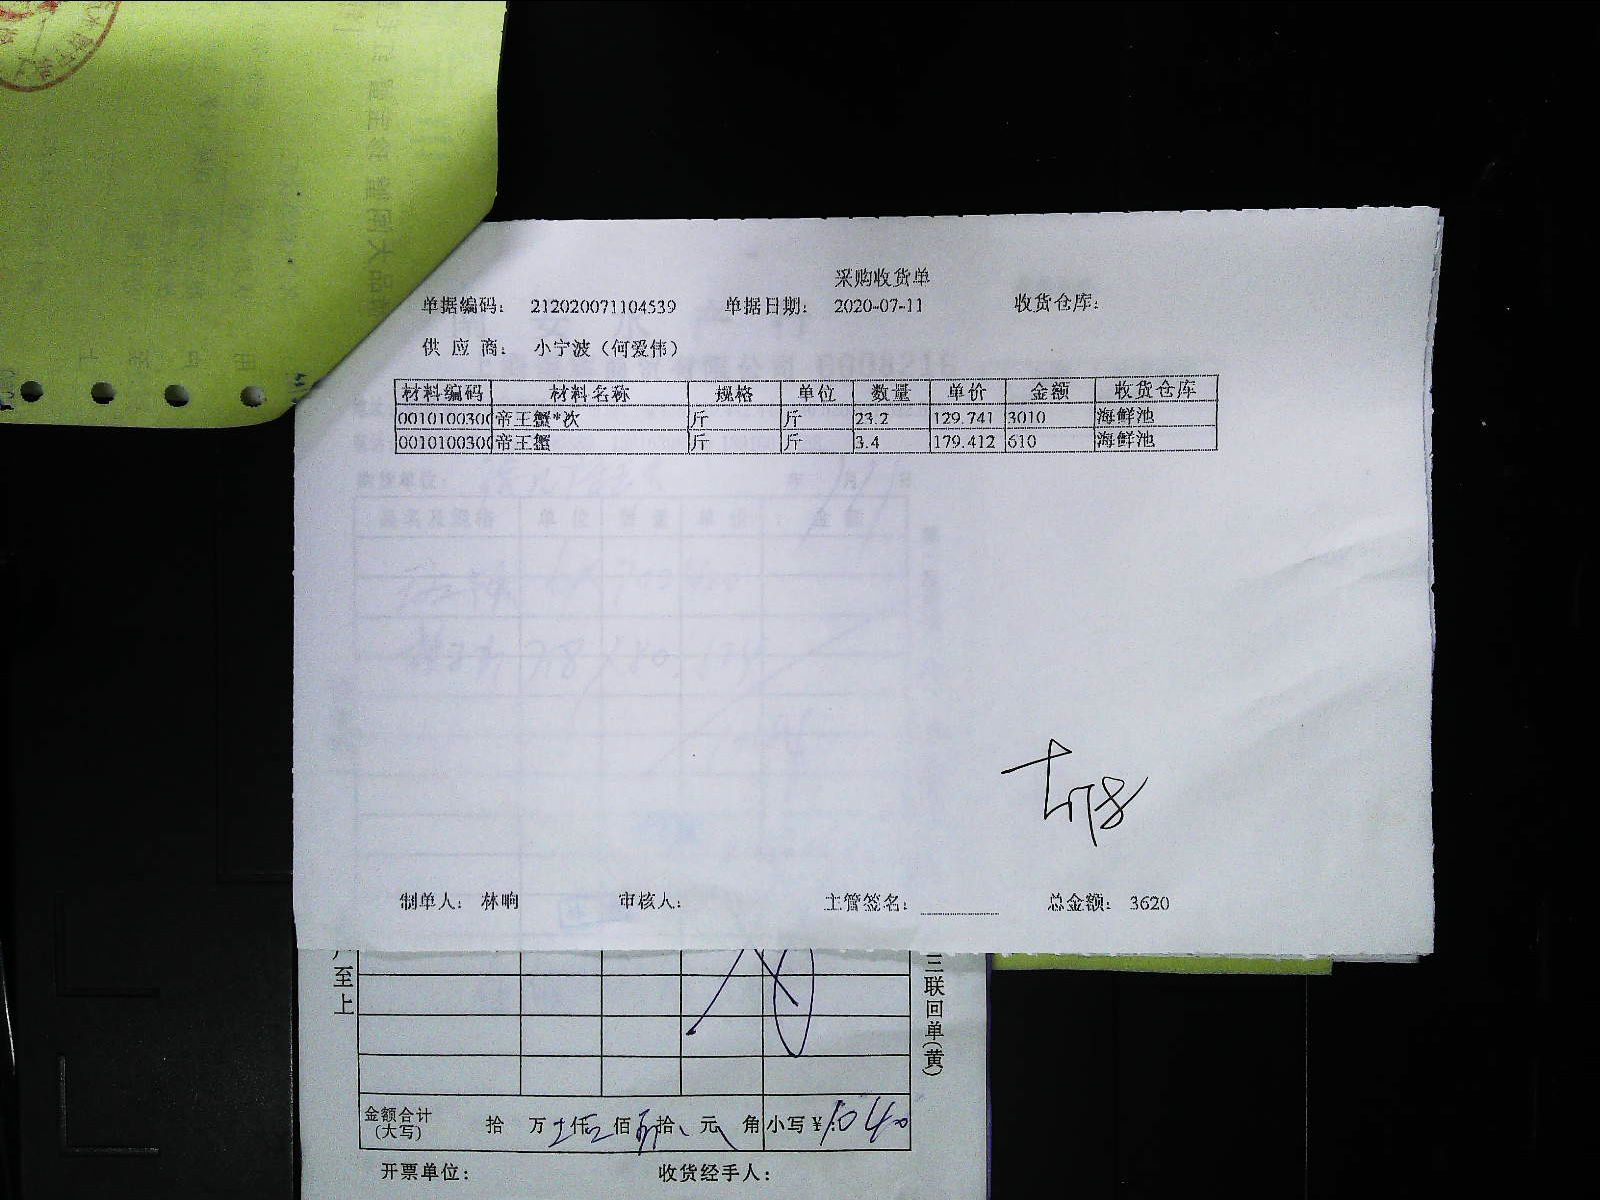 采购收货单
单据编码： 212020071104539 单据日期： 2020-07-11 收货仓库：
供 应 商： 小宁波（何爱伟）
材料编码 材料名称 规格 单位 数量 单价 金额 收货仓库
0010100300 帝王蟹*次 斤 斤 23.2 129.741 3010 海鲜池
0010100300 帝王蟹 斤 斤 3.4 179.412 610 海鲜池
制单人： 林响 审核人： 主管签名： 总金额： 3620
至上
三联回单(黄)
金额合计(大写) 拾 万 仟 佰 拾 元 角 小写￥
开票单位： 收货经手人：